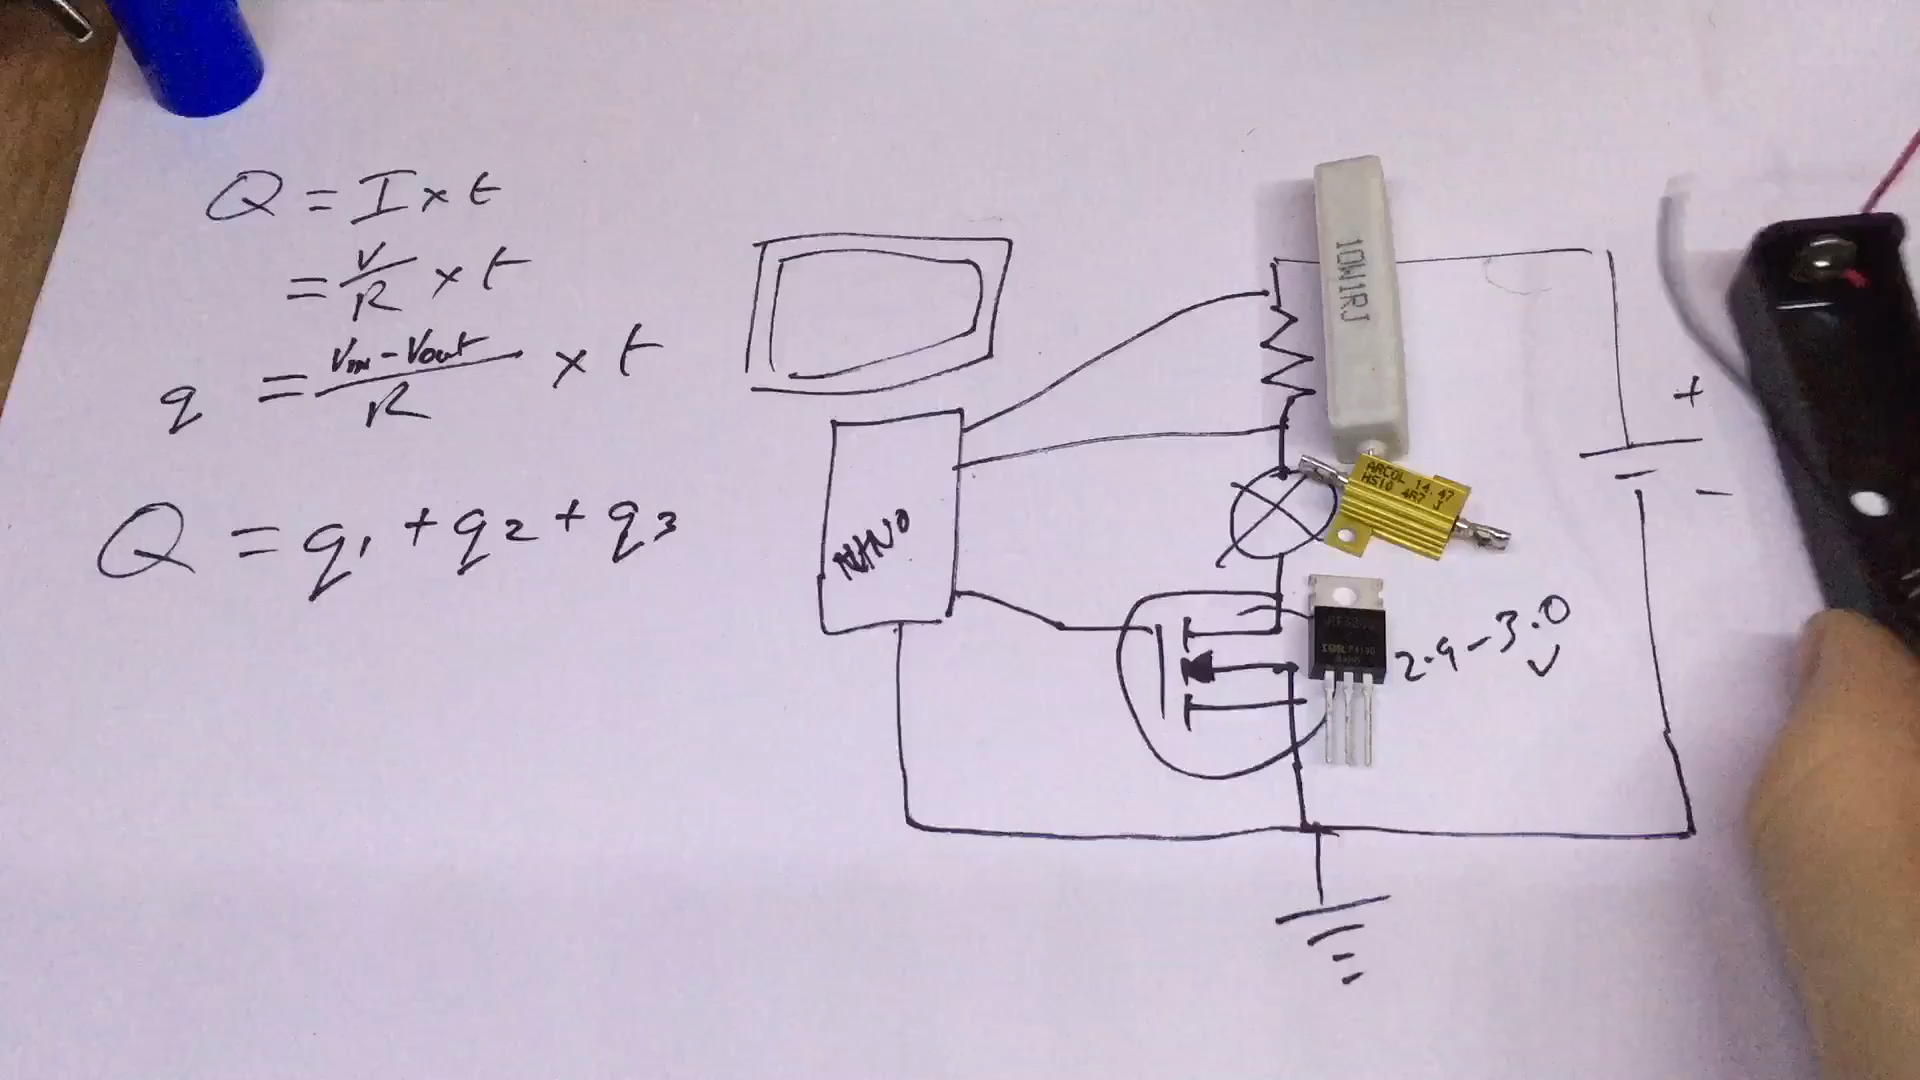 Q = I x t
= V/R x t
q = Vin - Vout / R x t
Q = q1 + q2 + q3
NANO
10W1RJ
+
-
ARCOL 14.47
HS10 4R7 J
2.9 - 3.0
V